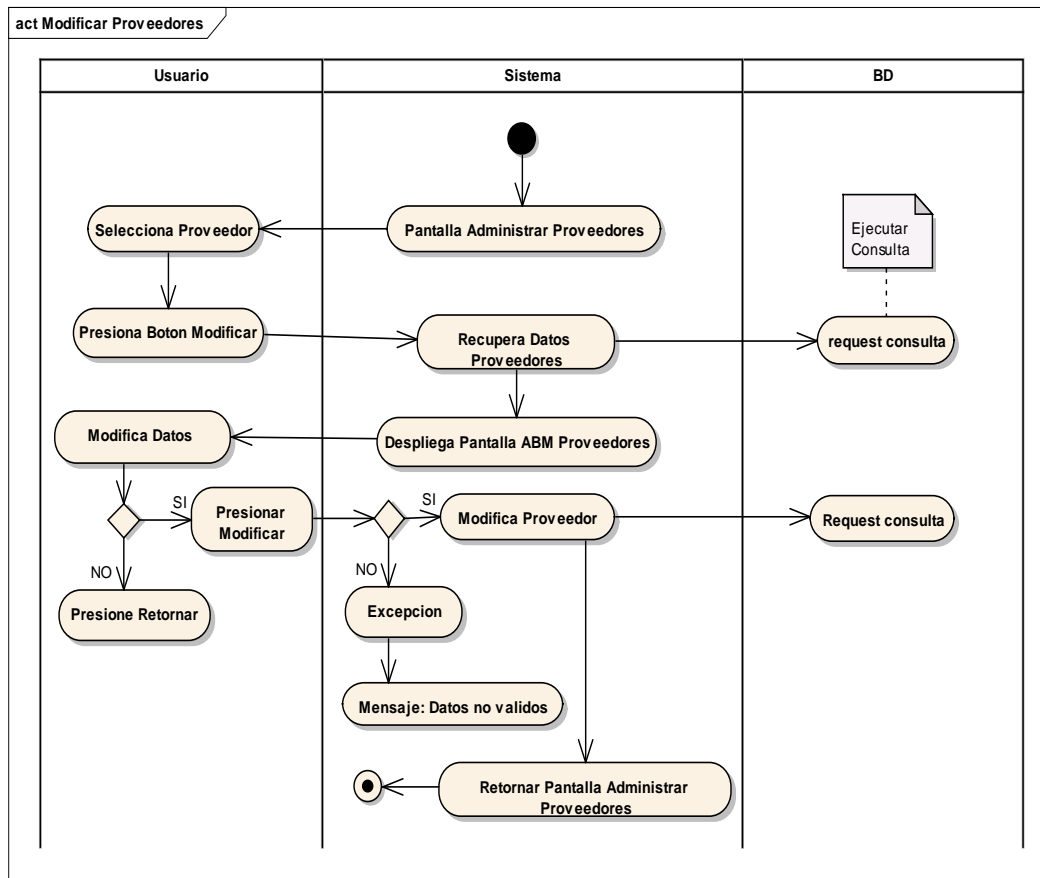 act Modificar Proveedores
Usuario
Sistema
BD
Selecciona Proveedor
Pantalla Administrar Proveedores
Ejecutar
Consulta
Presiona Boton Modificar
Recupera Datos
Proveedores
request consulta
Modifica Datos
Despliega Pantalla ABM Proveedores
SI
Presionar
Modificar
SI
Modifica Proveedor
Request consulta
NO
NO
Presione Retornar
Excepcion
Mensaje: Datos no validos
Retornar Pantalla Administrar
Proveedores